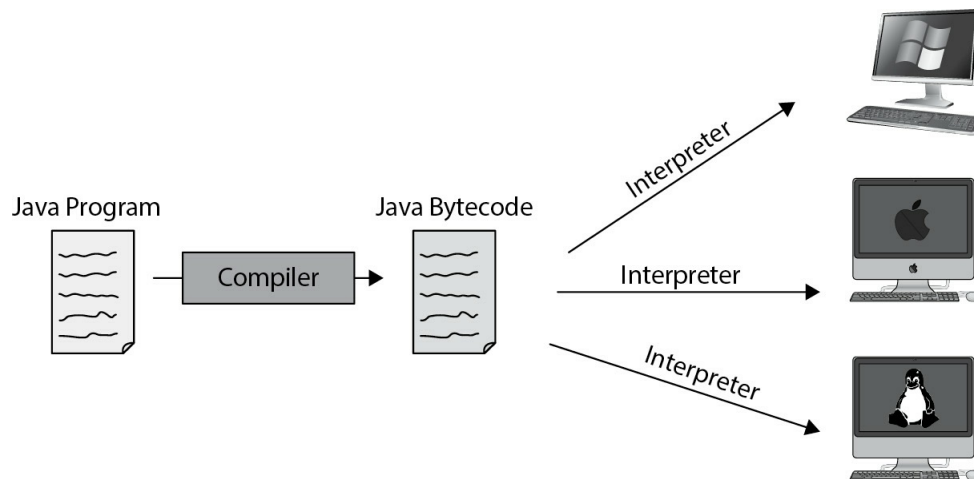 Java Program
Compiler
Java Bytecode
Interpreter
Interpreter
Interpreter